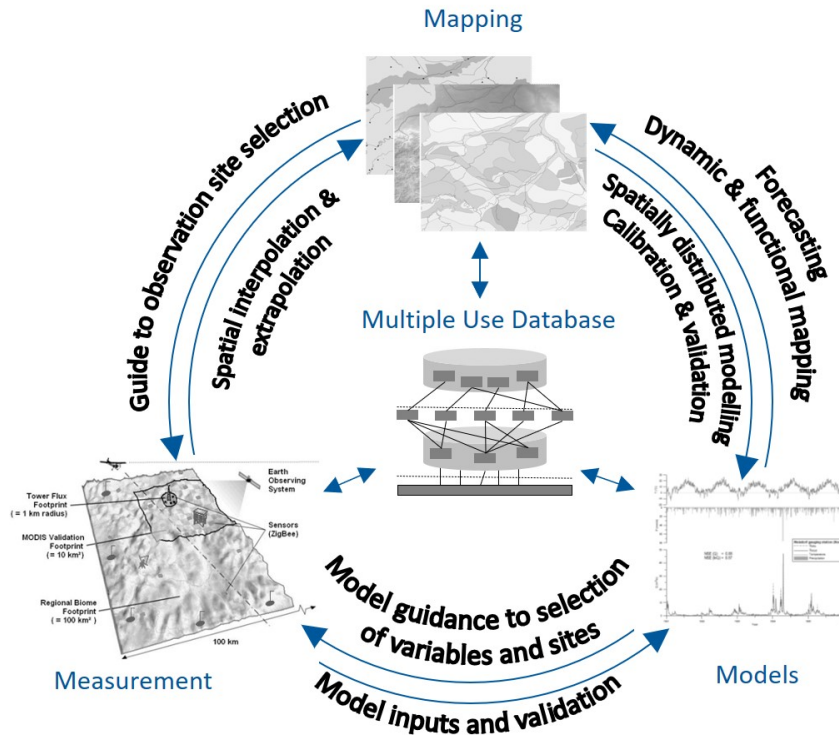 Mapping
Guide to observation site selection
Spatial interpolation &
extrapolation
Forecasting
Dynamic & functional mapping
Spatially distributed modelling
Calibration & validation
Multiple Use Database
Earth
Observing
System
Tower Flux
Footprint
( = 1 km radius)
Sensors
(ZigBee)
MODIS Validation
Footprint
( = 10 km²)
Regional Biome
Footprint
( = 100 km² )
100 km
Measurement
Model guidance to selection
of variables and sites
Model inputs and validation
Models